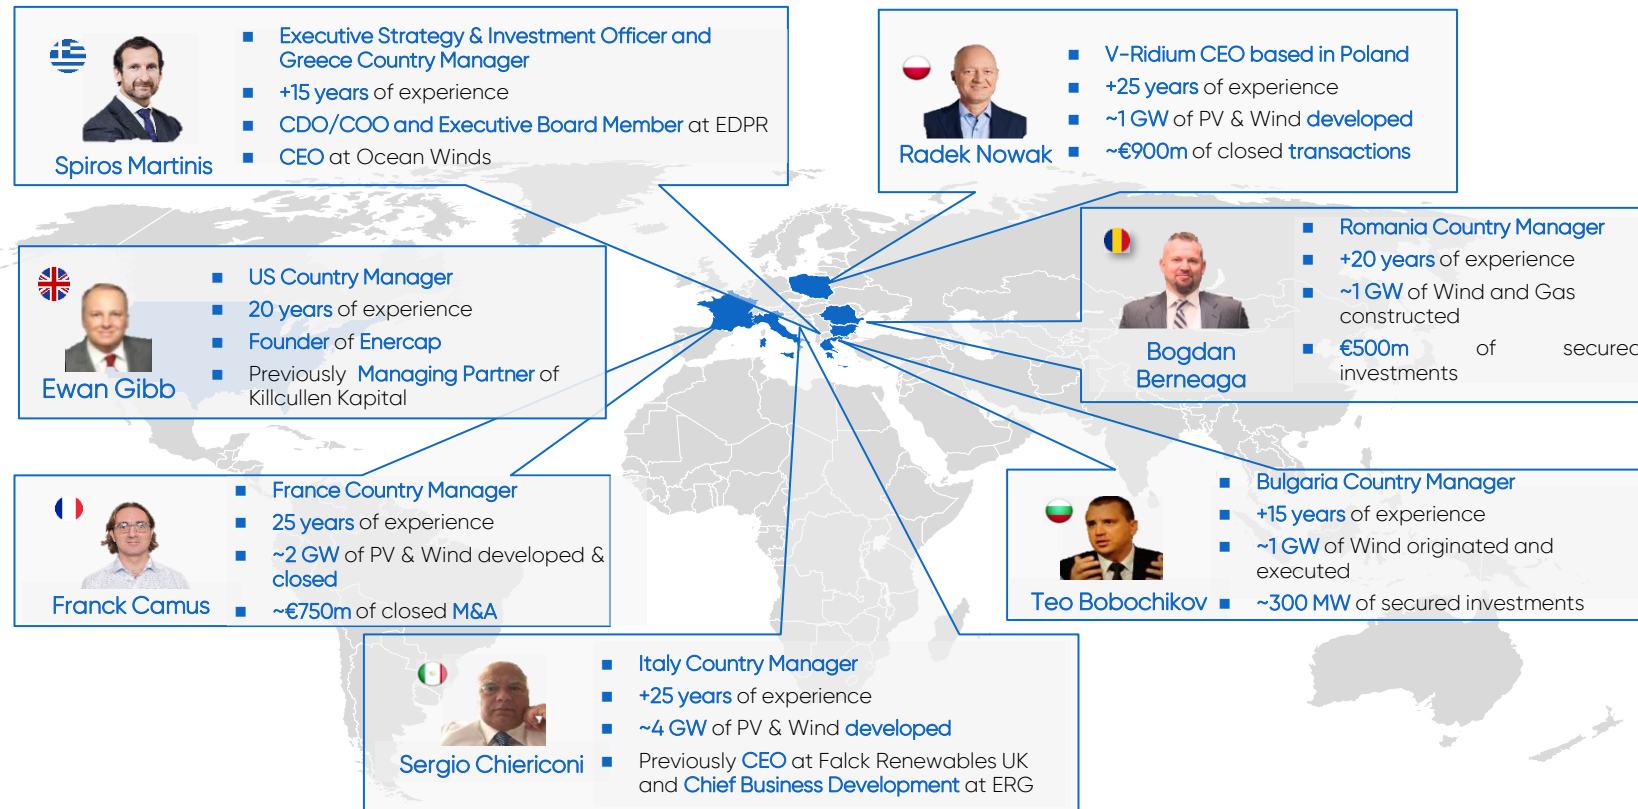 Executive Strategy & Investment Officer and
Greece Country Manager
+15 years of experience
CDO/COO and Executive Board Member at EDPR
CEO at Ocean Winds
Spiros Martinis
V-Ridium CEO based in Poland
+25 years of experience
~1 GW of PV & Wind developed
~€900m of closed transactions
Radek Nowak
US Country Manager
20 years of experience
Founder of Enercap
Previously Managing Partner of
Killcullen Kapital
Ewan Gibb
Romania Country Manager
+20 years of experience
~1 GW of Wind and Gas
constructed
€500m of secured
investments
Bogdan
Berneaga
France Country Manager
25 years of experience
~2 GW of PV & Wind developed &
closed
~€750m of closed M&A
Franck Camus
Bulgaria Country Manager
+15 years of experience
~1 GW of Wind originated and
executed
~300 MW of secured investments
Teo Bobochikov
Italy Country Manager
+25 years of experience
~4 GW of PV & Wind developed
Previously CEO at Falck Renewables UK
and Chief Business Development at ERG
Sergio Chiericoni